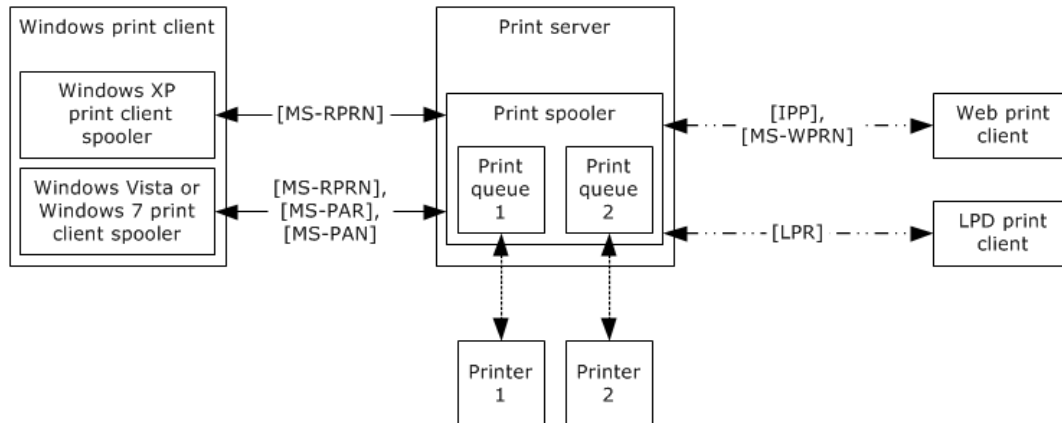 Windows print client
Windows XP
print client
spooler
Windows Vista or
Windows 7 print
client spooler
[MS-RPRN]
[MS-RPRN],
[MS-PAR],
[MS-PAN]
Print server
Print spooler
Print
queue
1
Print
queue
2
Printer
1
Printer
2
[IPP],
[MS-WPRN]
[LPR]
Web print
client
LPD print
client